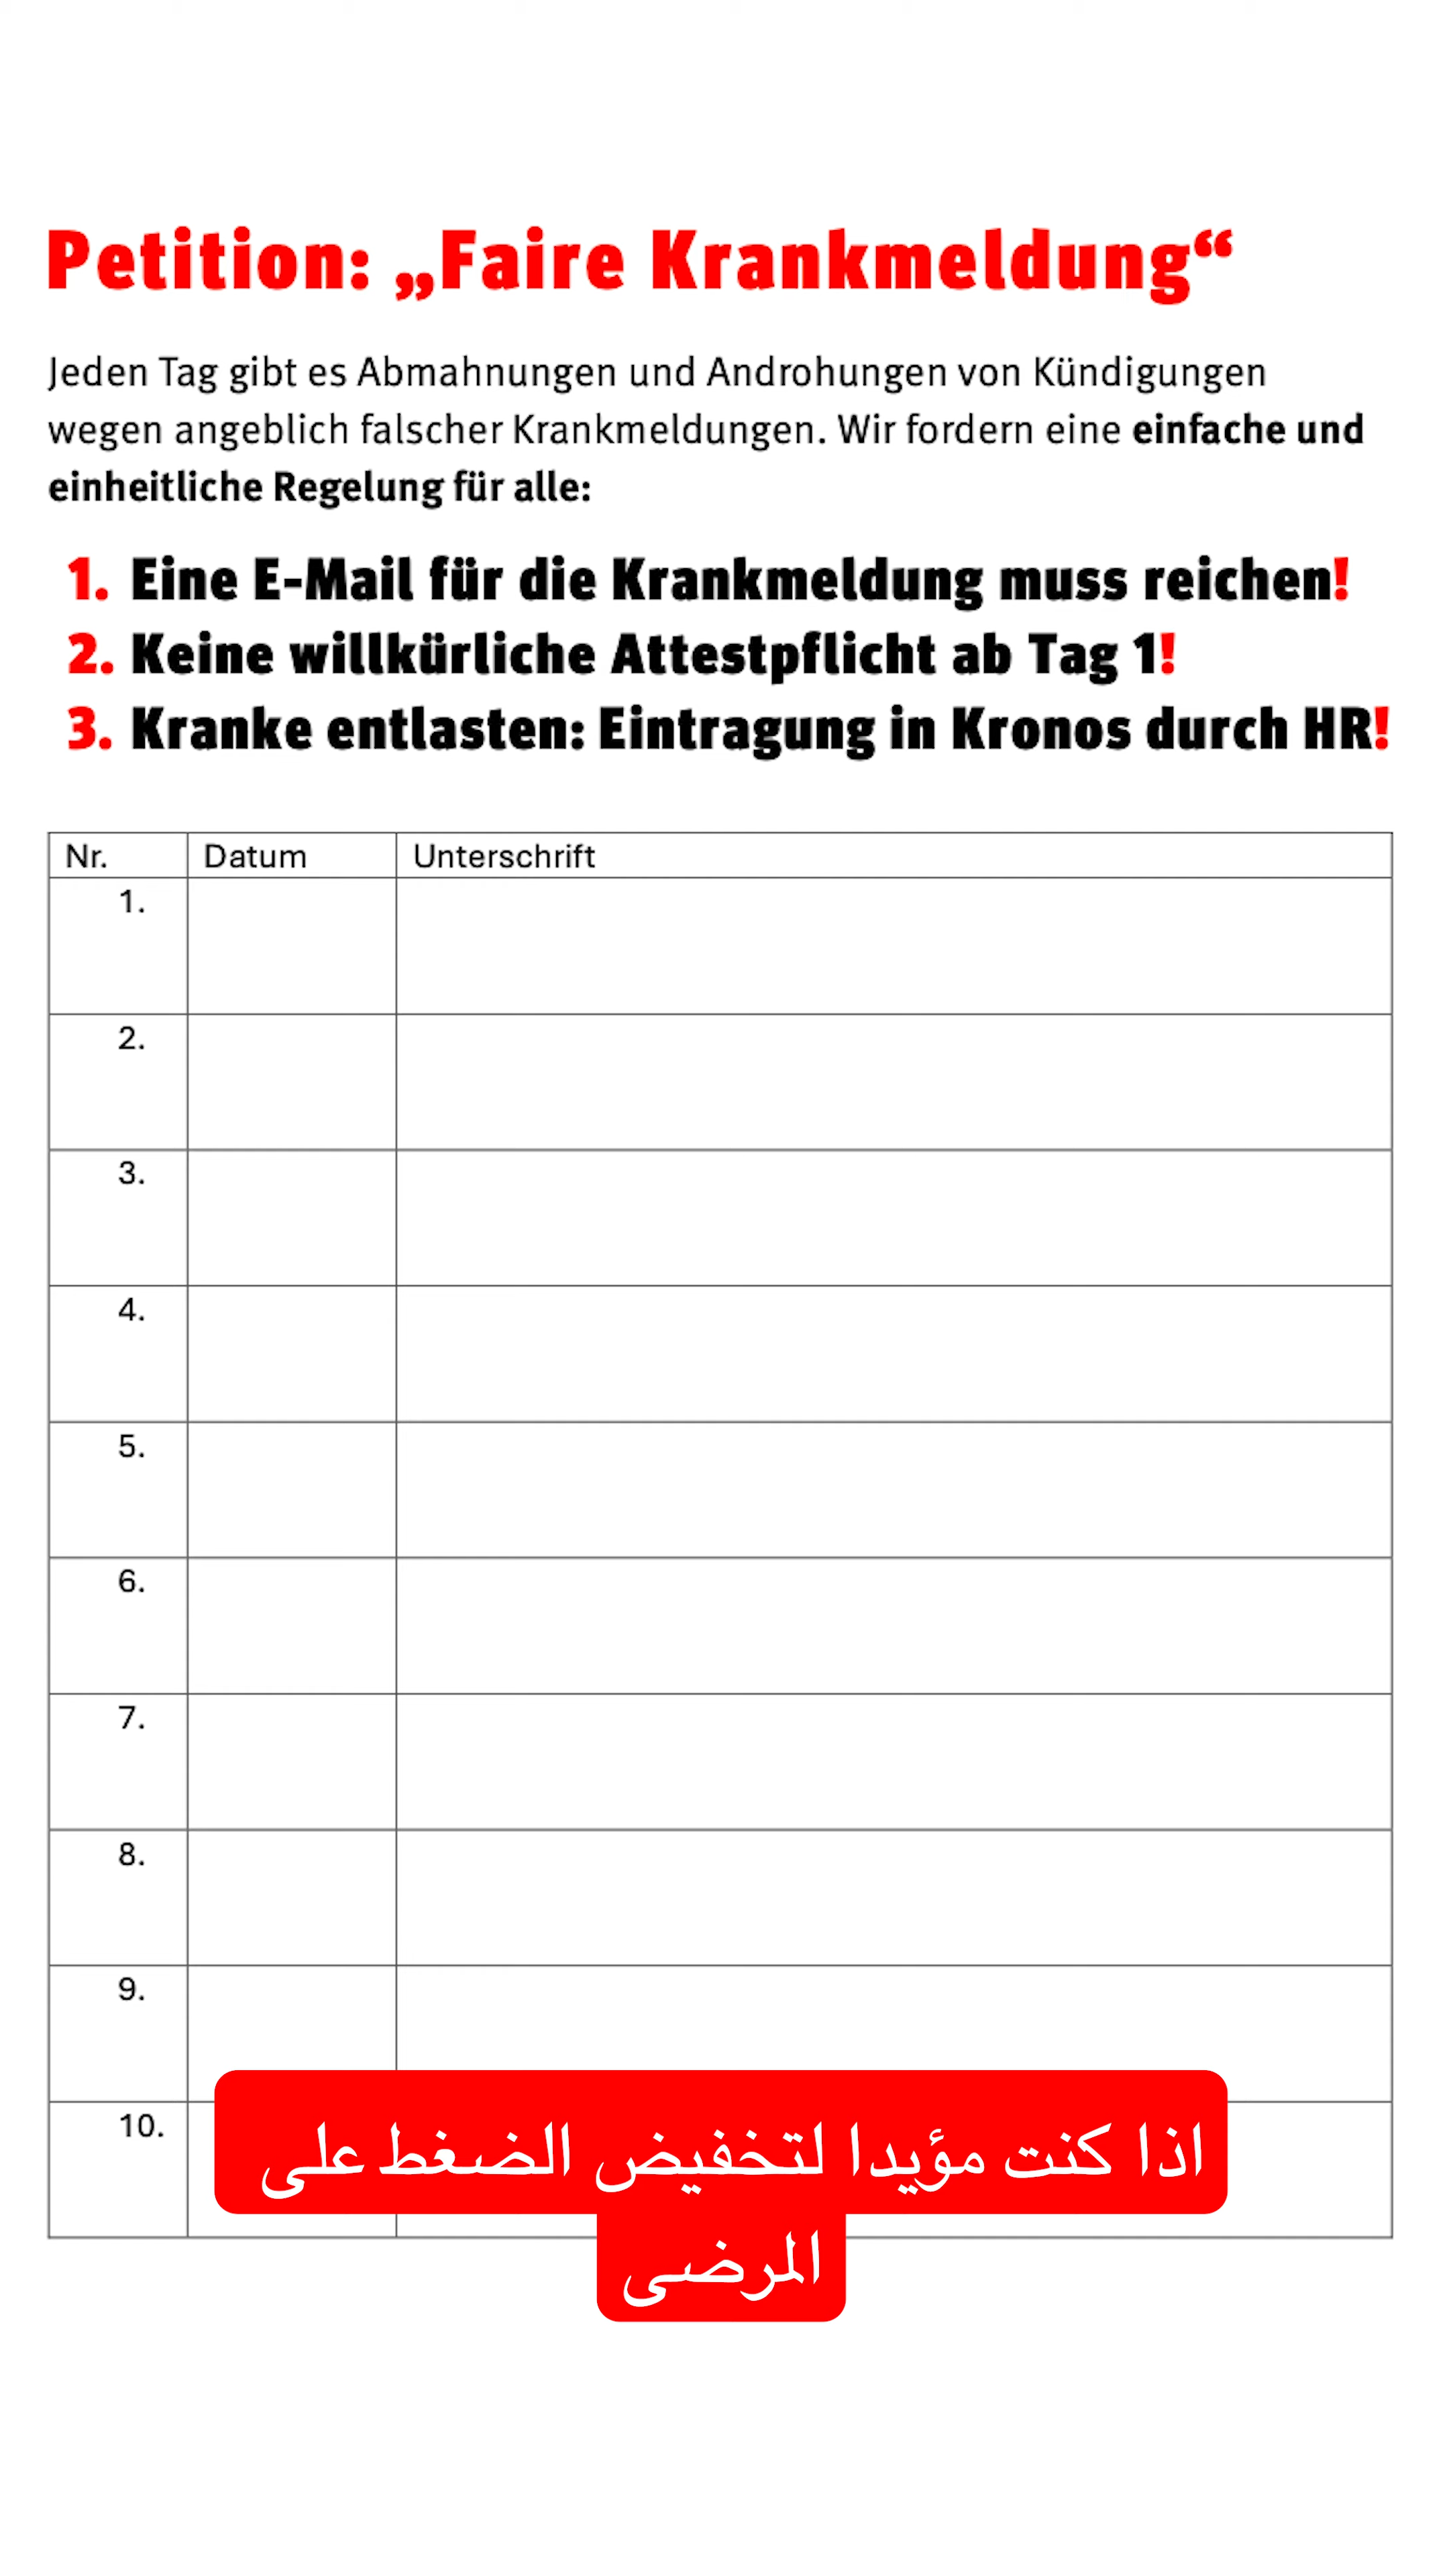 Petition: „Faire Krankmeldung“
Jeden Tag gibt es Abmahnungen und Androhungen von Kündigungen
wegen angeblich falscher Krankmeldungen. Wir fordern eine einfache und
einheitliche Regelung für alle:
1. Eine E-Mail für die Krankmeldung muss reichen!
2. Keine willkürliche Attestpflicht ab Tag 1!
3. Kranke entlasten: Eintragung in Kronos durch HR!
Nr. Datum Unterschrift
1.
2.
3.
4.
5.
6.
7.
8.
9.
10.
اذا كنت مؤيدا لتخفيض الضغط على
المرضى